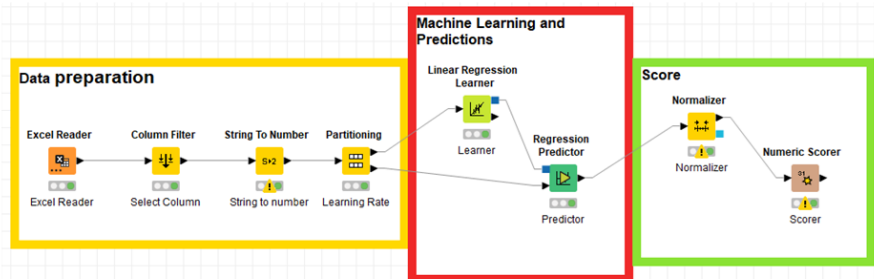 Data preparation
Excel Reader
Excel Reader
Column Filter
Select Column
String To Number
S+2
String to number
Partitioning
Learning Rate
Machine Learning and
Predictions
Linear Regression
Learner
Learner
Regression
Predictor
Predictor
Score
Normalizer
Normalizer
Numeric Scorer
Scorer